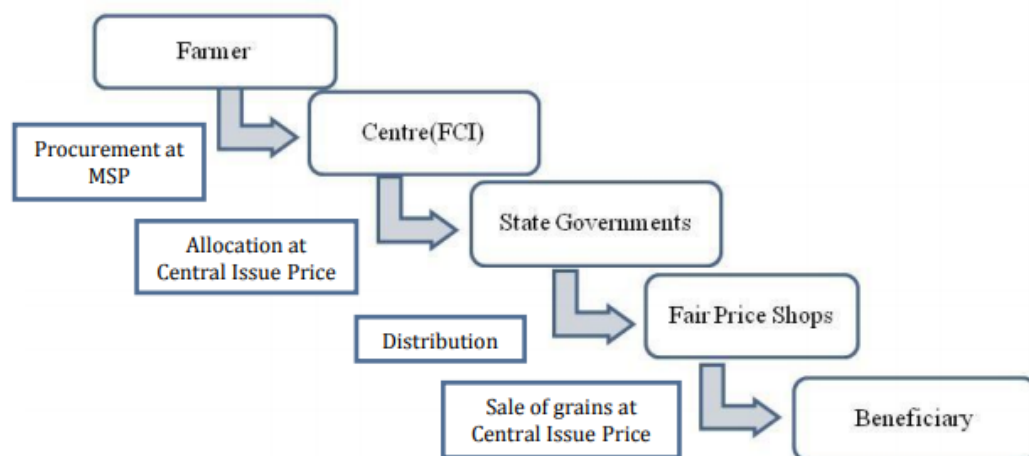 Farmer
Centre(FCI)
Procurement at
MSP
State Governments
Allocation at
Central Issue Price
Fair Price Shops
Distribution
Sale of grains at
Central Issue Price
Beneficiary